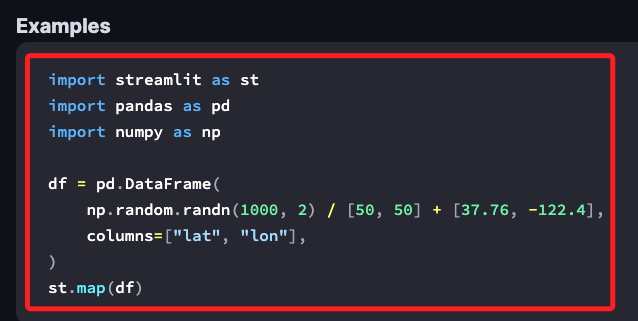 Examples
import streamlit as st
import pandas as pd
import numpy as np
df = pd.DataFrame(
    np.random.randn(1000, 2) / [50, 50] + [37.76, -122.4],
    columns=["lat", "lon"],
)
st.map(df)